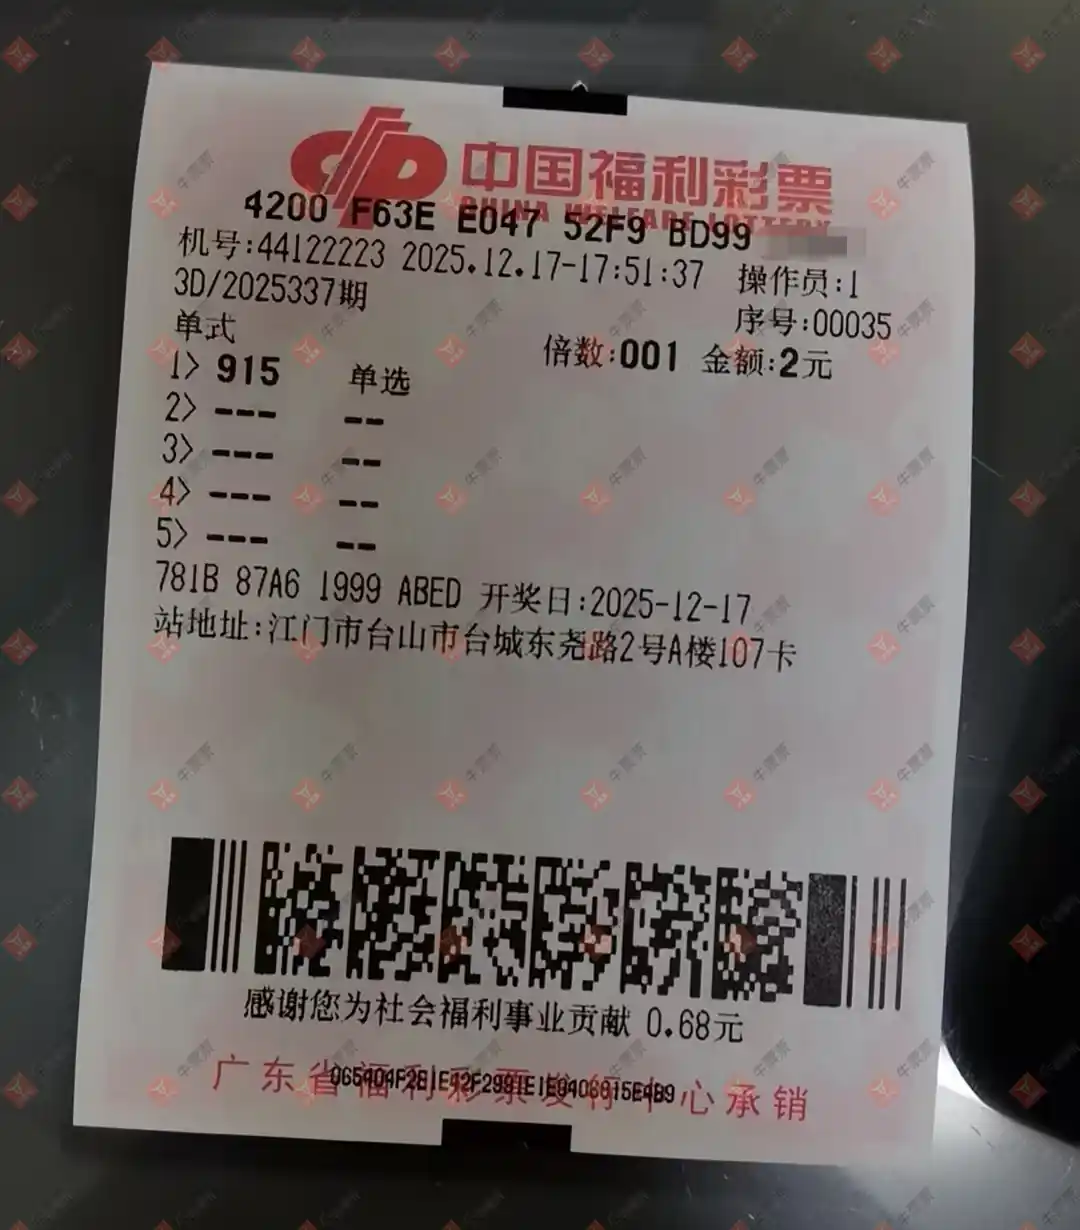 中国福利彩票
CHINA WELFARE LOTTERY
4200 F63E E047 52F9 BD99
机号:44122223 2025.12.17-17:51:37 操作员:1
3D/2025337期 序号:00035
单式 倍数:001 金额:2元
1> 915 单选
2> --- --
3> --- --
4> --- --
5> --- --
781B 87A6 1999 ABED 开奖日:2025-12-17
站地址:江门市台山市台城东尧路2号A楼107卡
感谢您为社会福利事业贡献 0.68元
广东省福利彩票发行中心承销
牛票票